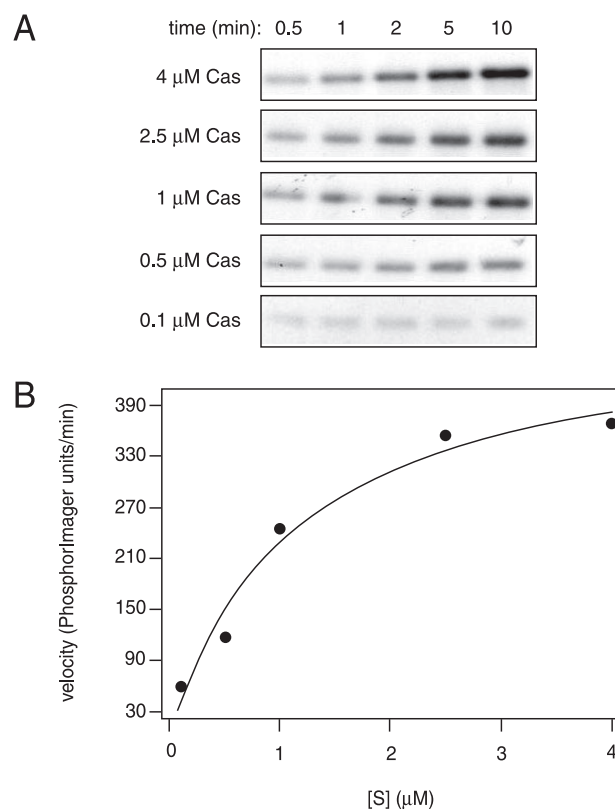 A
time (min): 0.5 1 2 5 10
4 μM Cas
2.5 μM Cas
1 μM Cas
0.5 μM Cas
0.1 μM Cas
B
velocity (PhosphorImager units/min)
390
330
270
210
150
90
30
0 1 2 3 4
[S] (μM)